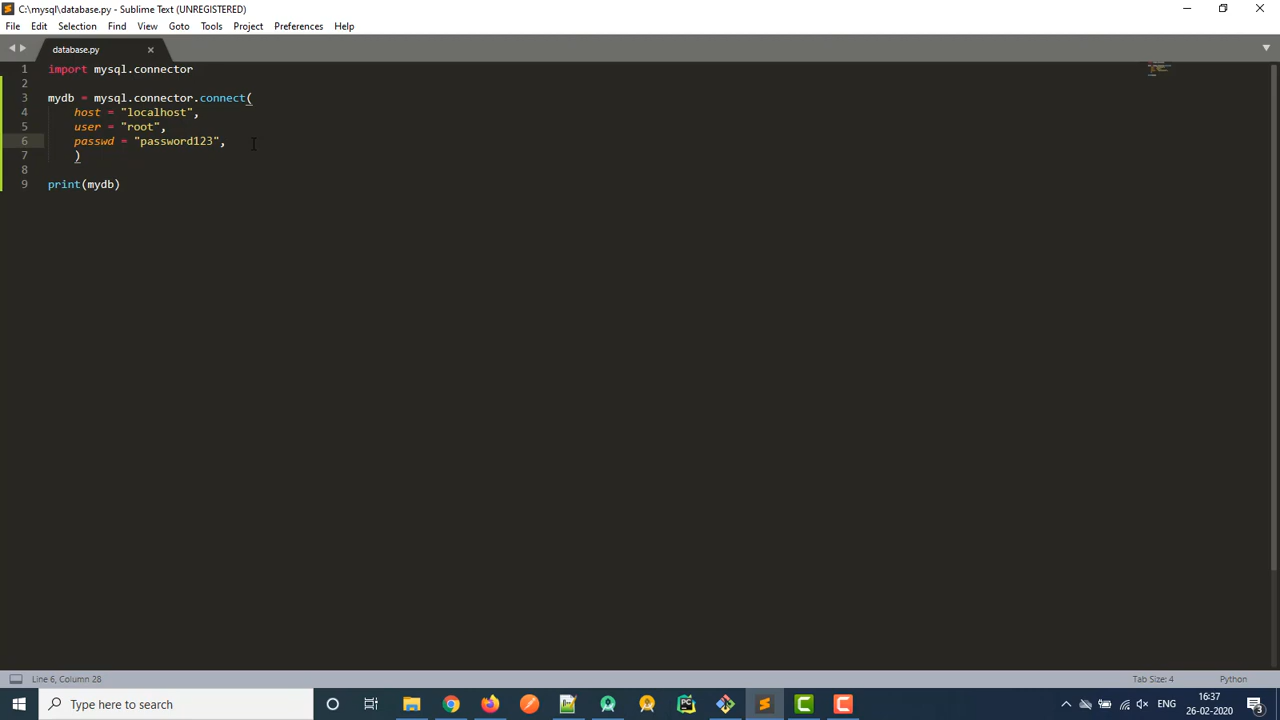 C:\mysql\database.py - Sublime Text (UNREGISTERED)
File Edit Selection Find View Goto Tools Project Preferences Help
database.py
1 import mysql.connector
2
3 mydb = mysql.connector.connect(
4 host = "localhost",
5 user = "root",
6 passwd = "password123",
7 )
8
9 print(mydb)
Line 6, Column 28 Tab Size: 4 Python
Type here to search
PC
ENG
16:37
26-02-2020
3